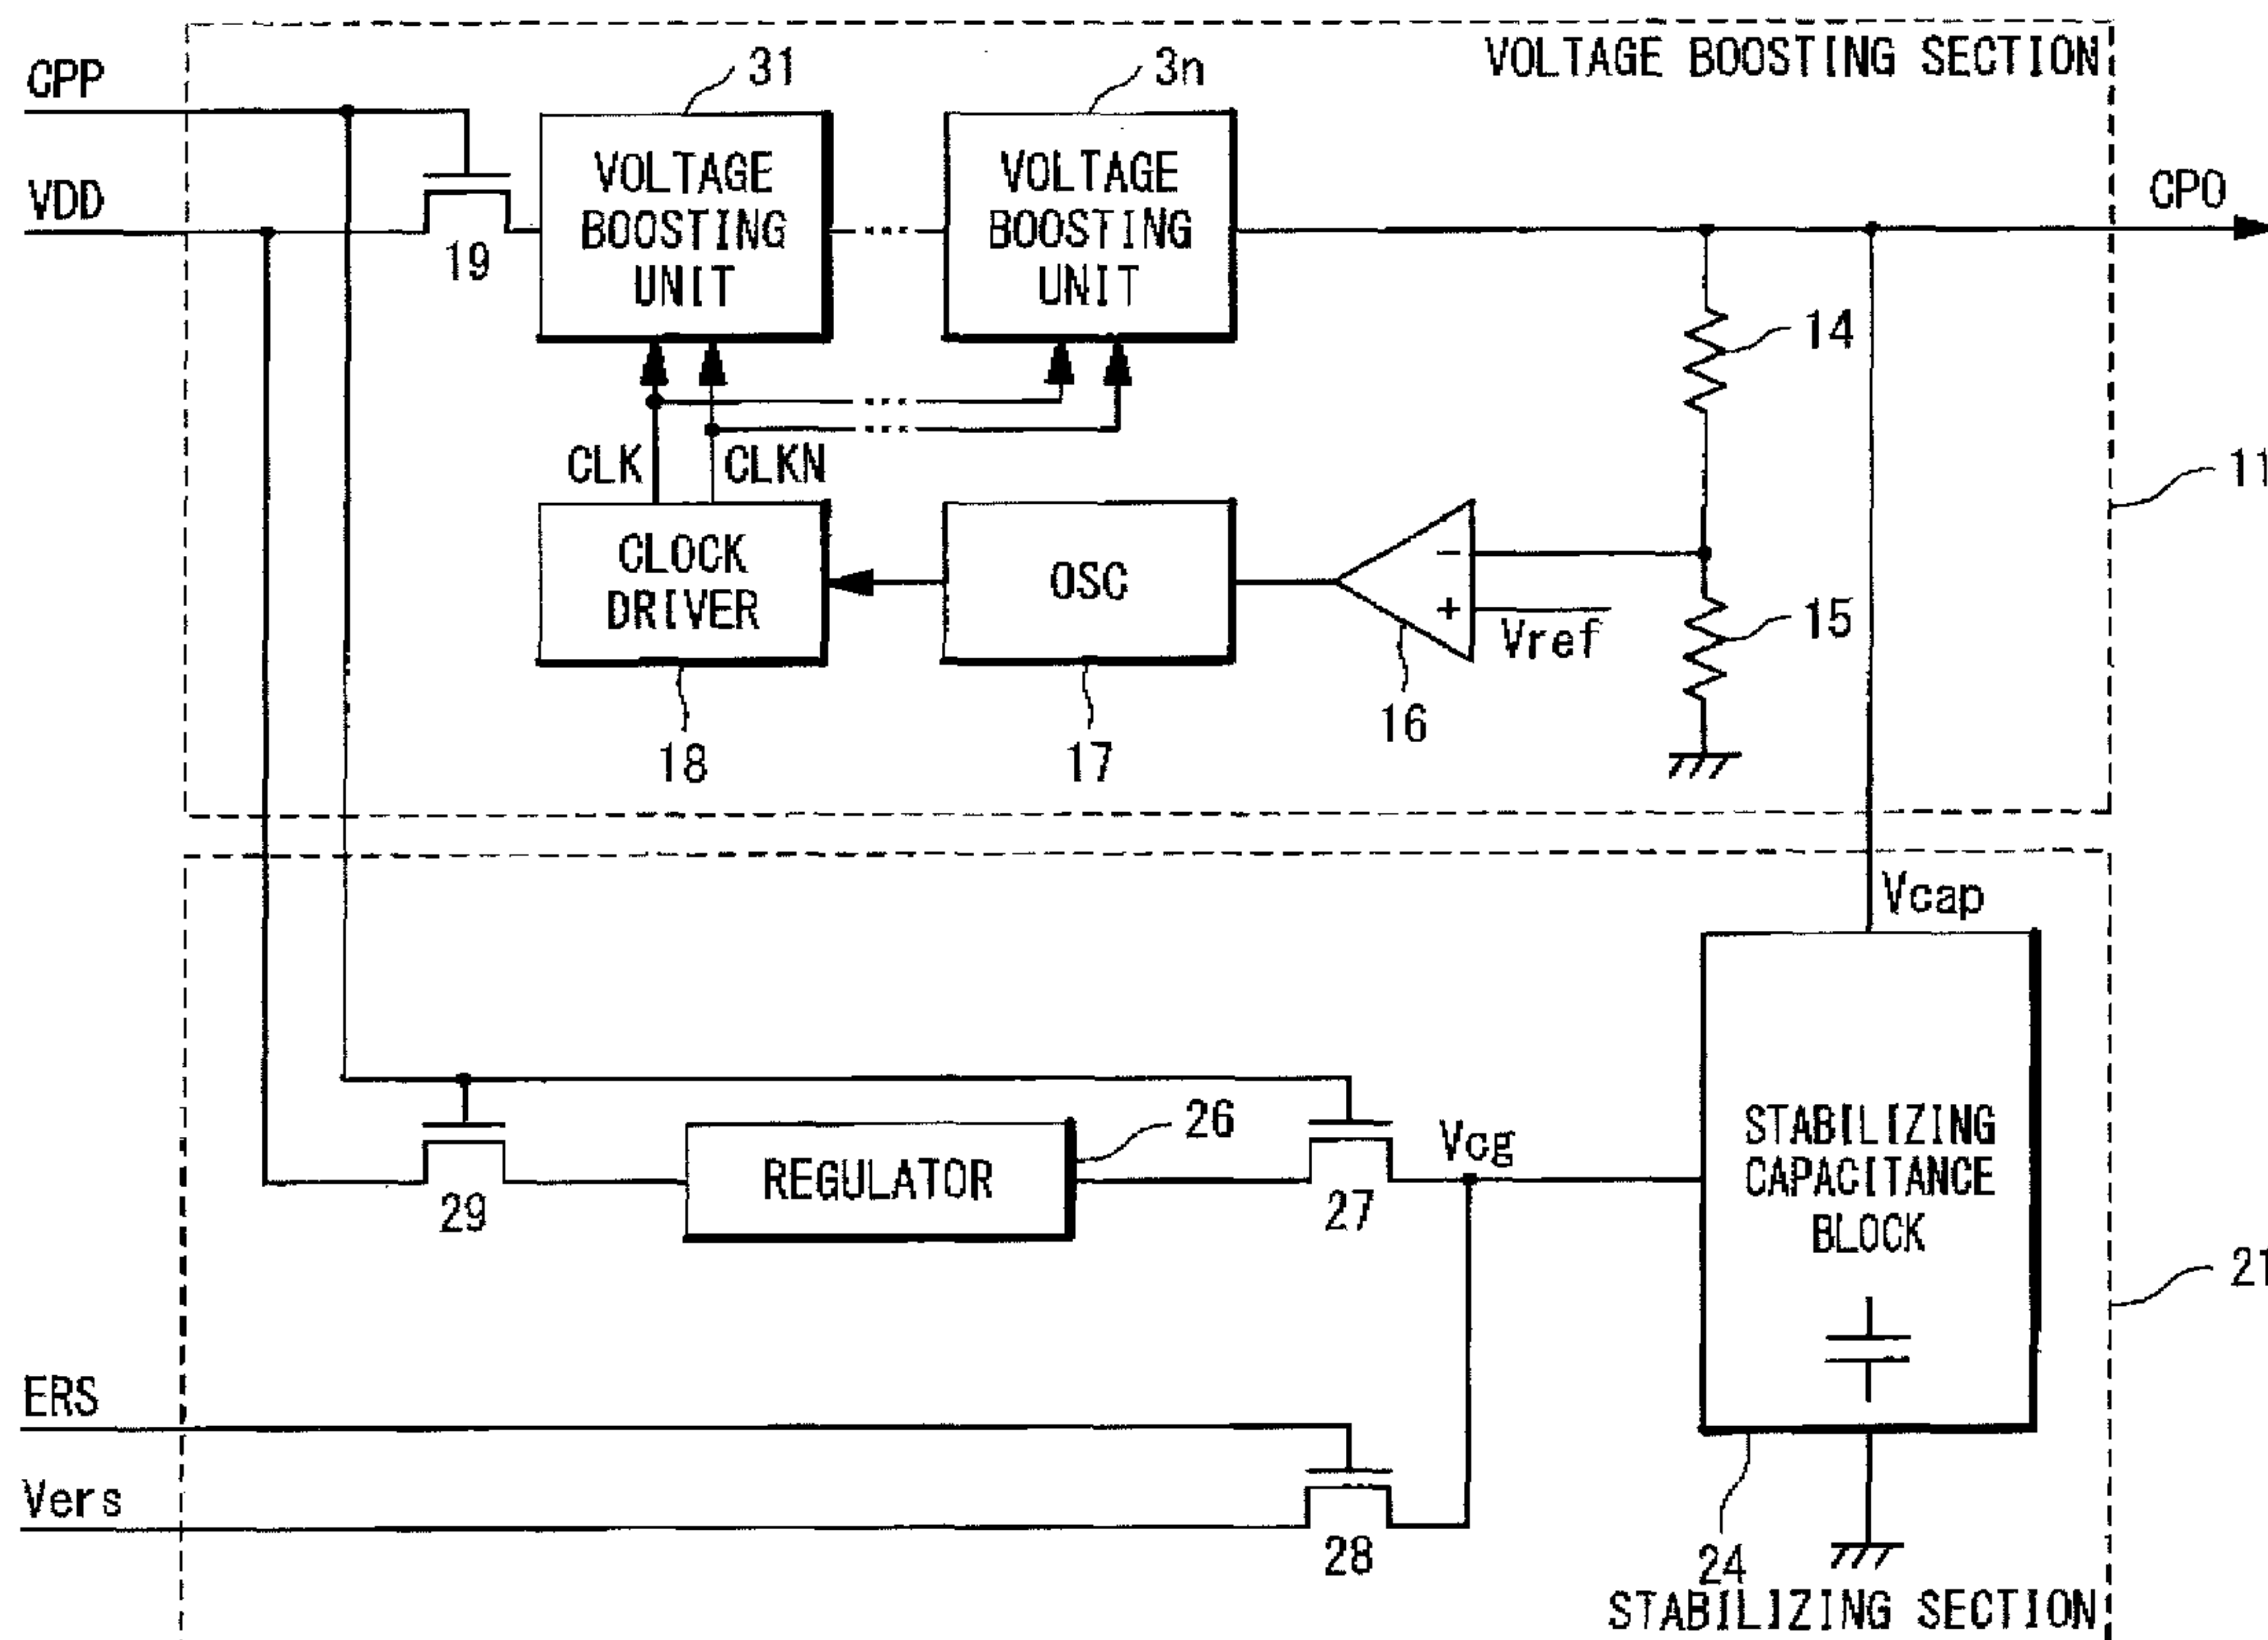 VOLTAGE BOOSTING SECTION
CPP
31
3n
VDD
19
VOLTAGE
BOOSTING
UNIT
...
VOLTAGE
BOOSTING
UNIT
CPO
14
...
...
CLK
CLKN
11
CLOCK
DRIVER
OSC
-
+
Vref
15
16
18
17
Vcap
29
REGULATOR
26
27
Vcg
STABILIZING
CAPACITANCE
BLOCK
21
ERS
Vers
28
24
STABILIZING SECTION